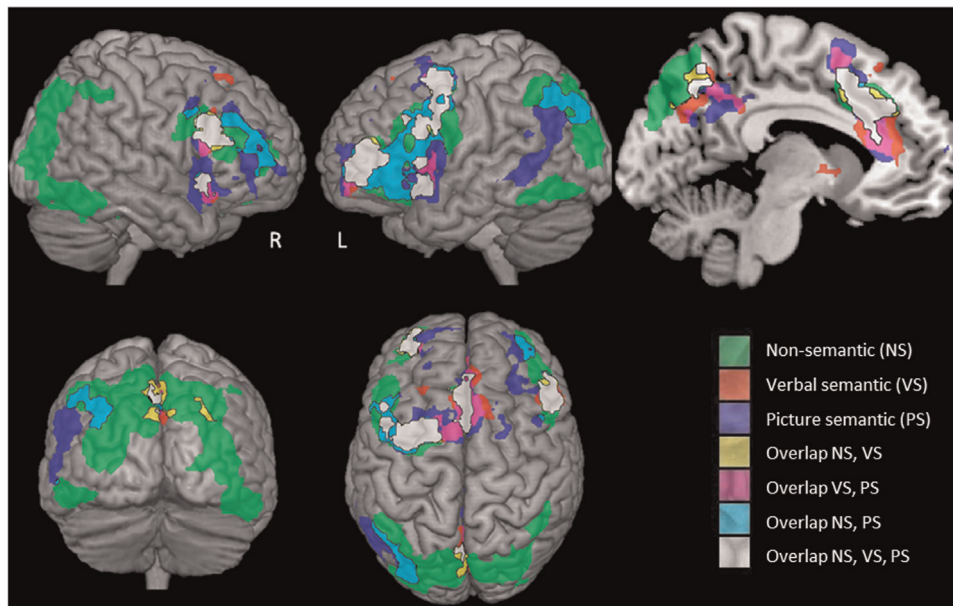 R
L
Non-semantic (NS)
Verbal semantic (VS)
Picture semantic (PS)
Overlap NS, VS
Overlap VS, PS
Overlap NS, PS
Overlap NS, VS, PS